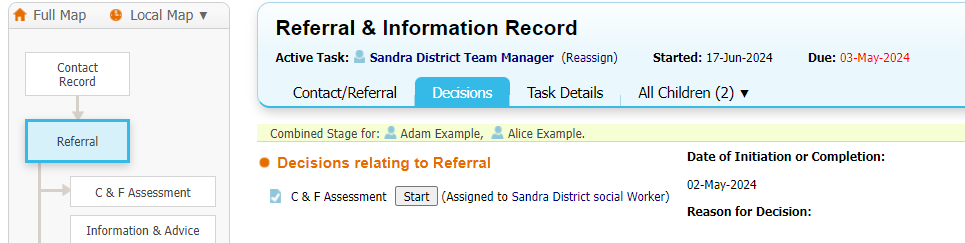 Full Map Local Map ▼
Contact
Record
Referral
C & F Assessment
Information & Advice
Referral & Information Record
Active Task: Sandra District Team Manager (Reassign) Started: 17-Jun-2024 Due: 03-May-2024
Contact/Referral Decisions Task Details All Children (2) ▼
Combined Stage for: Adam Example, Alice Example.
Decisions relating to Referral
C & F Assessment Start (Assigned to Sandra District social Worker)
Date of Initiation or Completion:
02-May-2024
Reason for Decision: